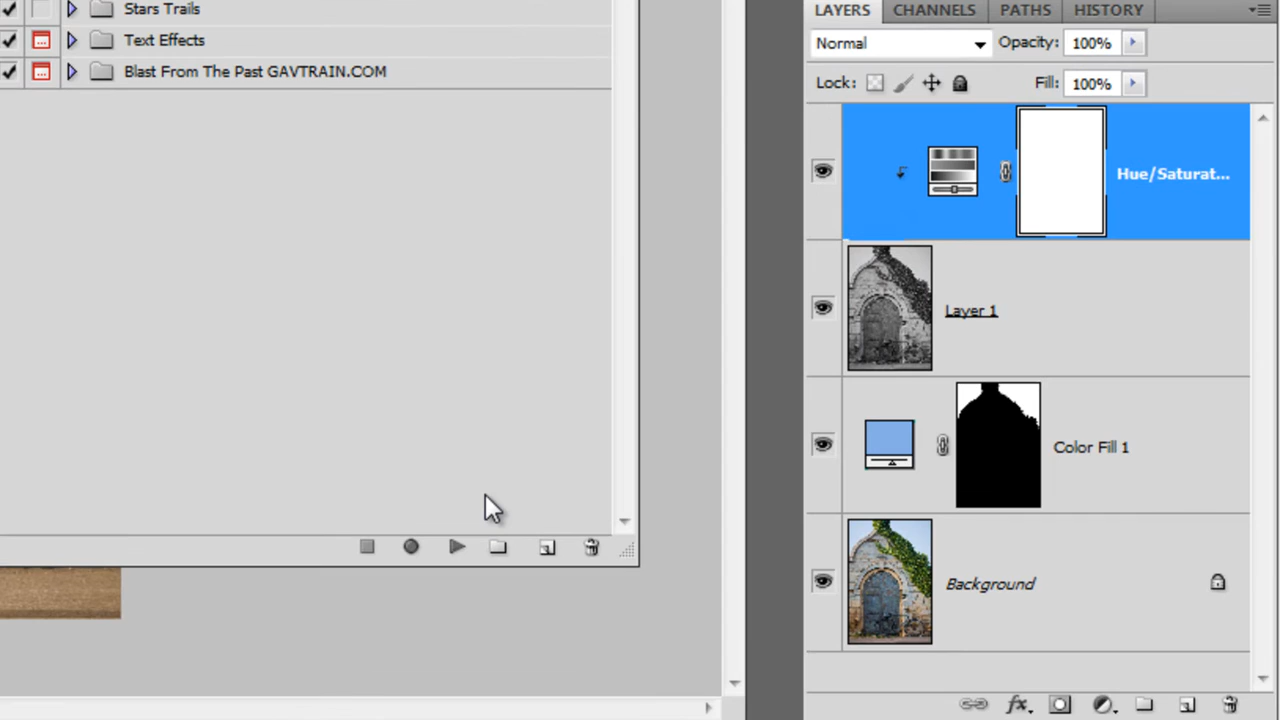 Stars Trails
Text Effects
Blast From The Past GAVTRAIN.COM
LAYERS CHANNELS PATHS HISTORY
Normal Opacity: 100%
Lock: Fill: 100%
Hue/Saturat...
Layer 1
Color Fill 1
Background
fx